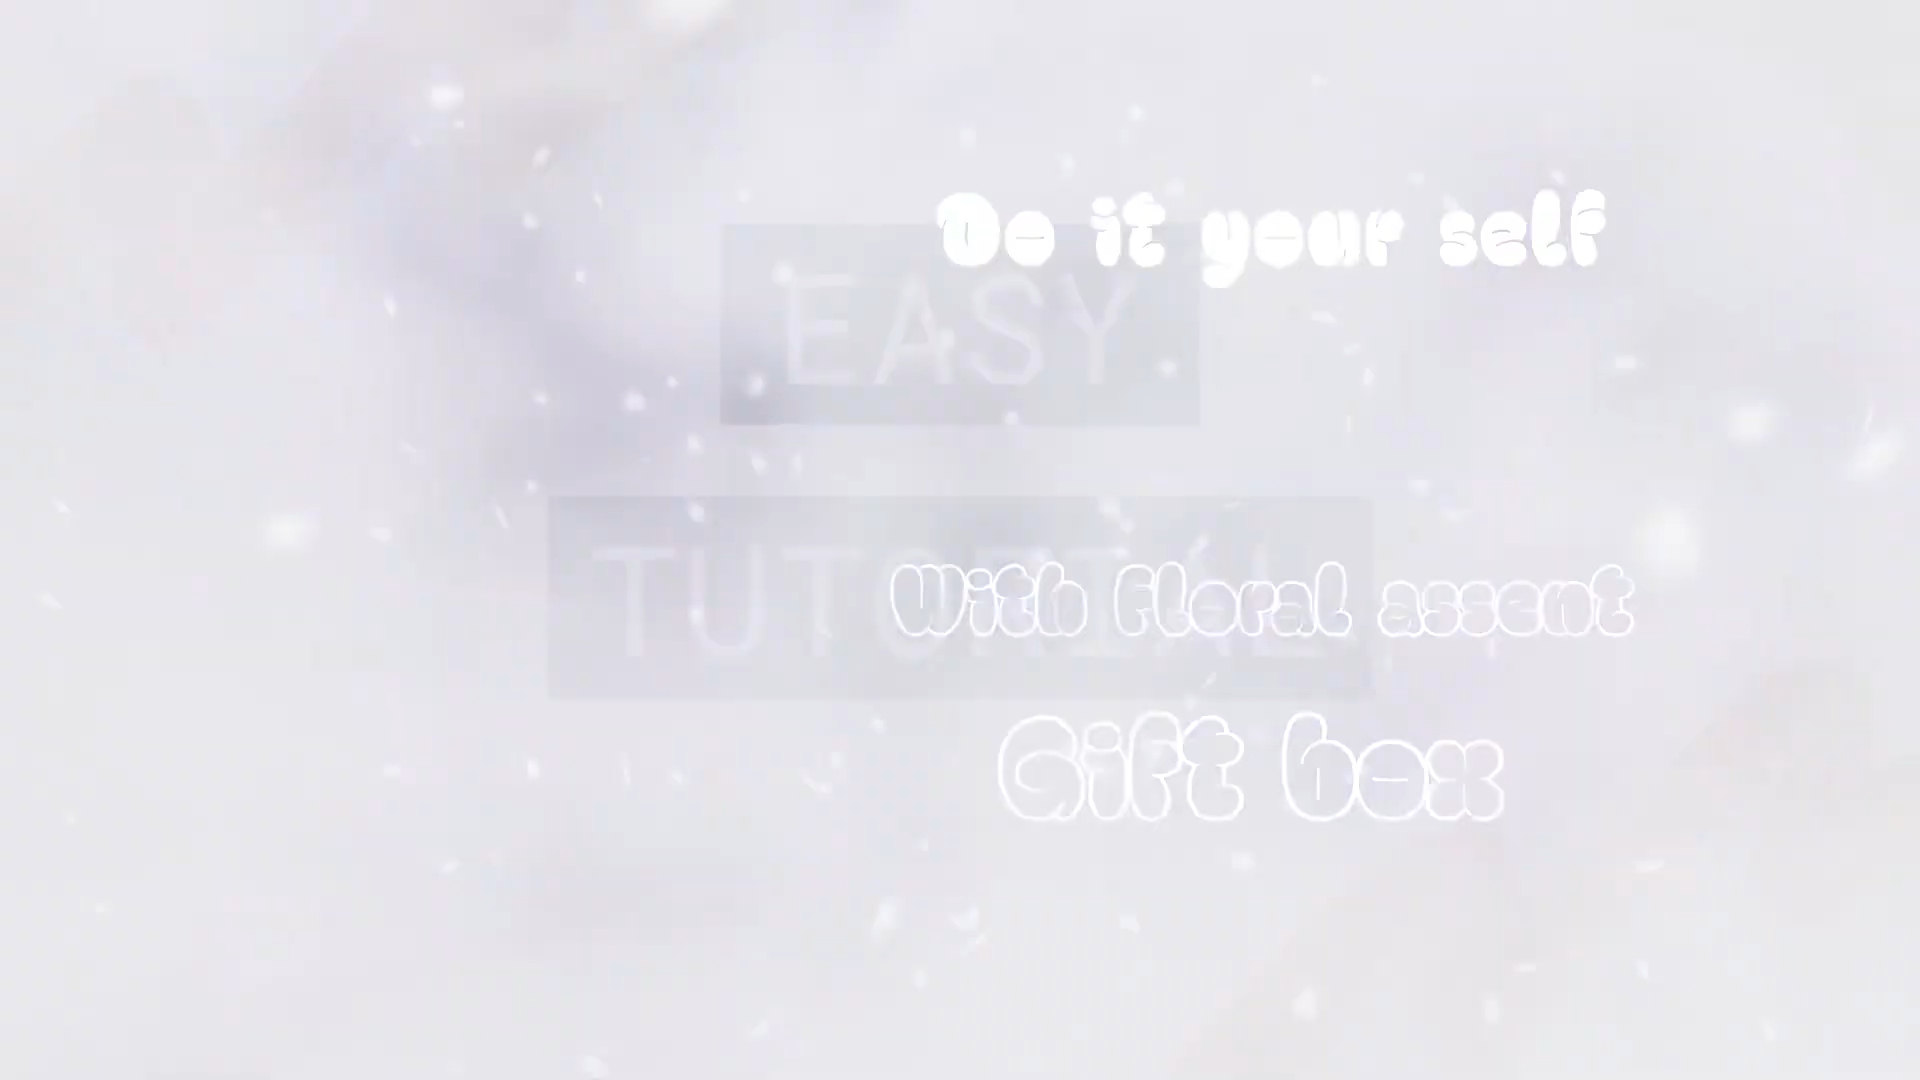 Do it your self
EASY
TUTORIAL
With floral assent
Gift box